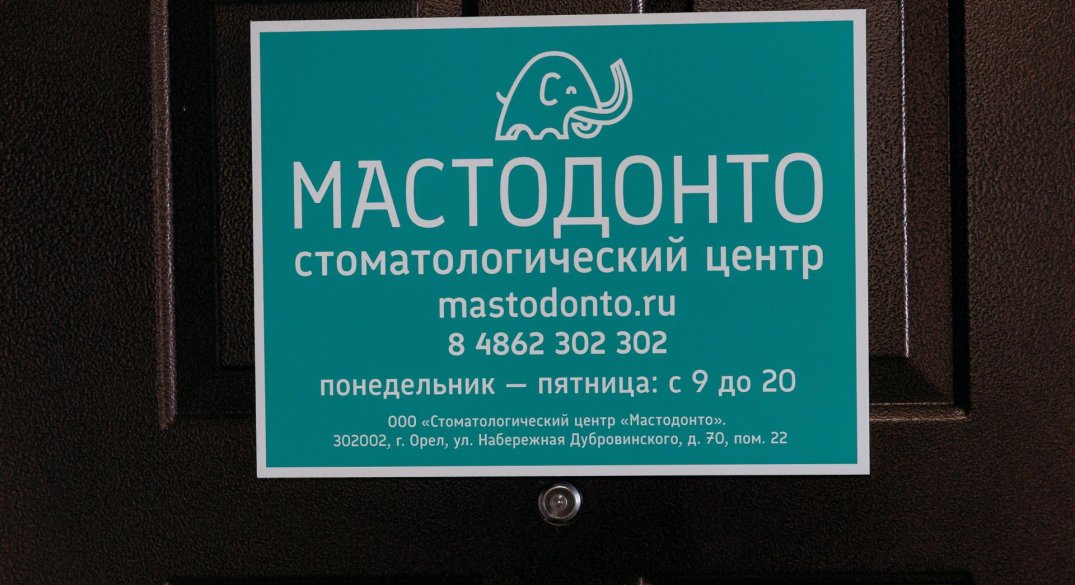 С
МАСТОДОНТО
стоматологический центр
mastodonto.ru
8 4862 302 302
понедельник — пятница: с 9 до 20
ООО «Стоматологический центр «Мастодонто».
302002, г. Орел, ул. Набережная Дубровинского, д. 70, пом. 22